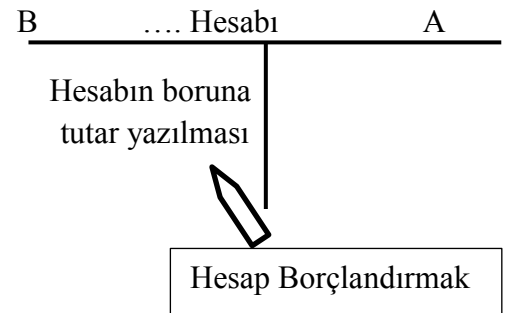 B …. Hesabı A
Hesabın boruna
tutar yazılması
Hesap Borçlandırmak